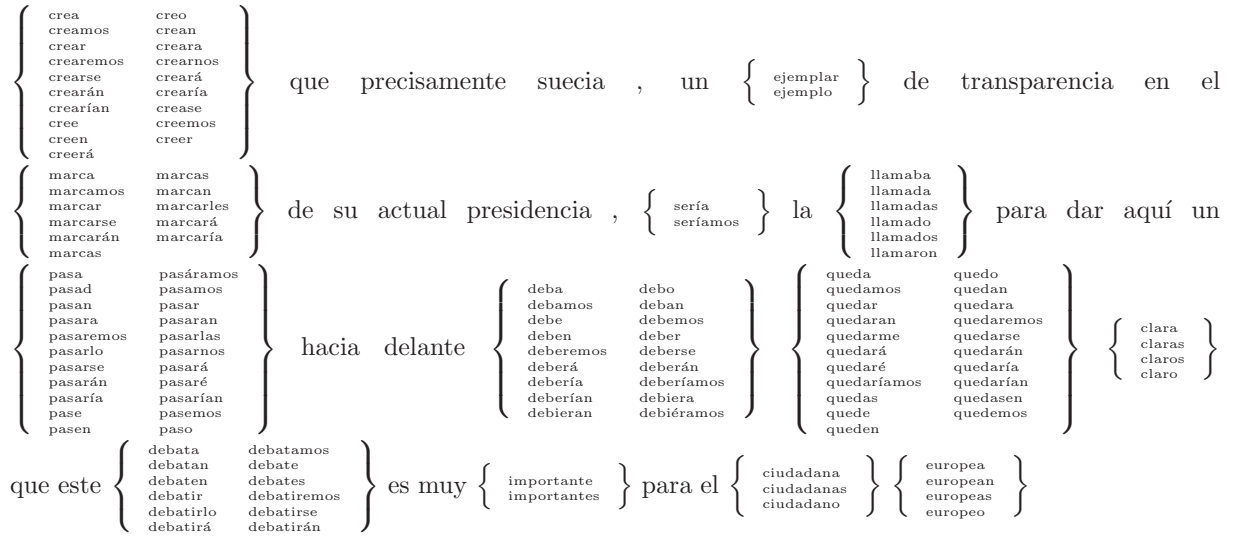 crea creo
creamos crean
crear creara
crearemos crearnos
crearse creará
crearán crearía
crearían crease
cree creemos
creen creer
creerá
que precisamente suecia , un
ejemplar
ejemplo
de transparencia en el
marca marcas
marcamos marcan
marcar marcarles
marcarse marcará
marcarán marcaría
marcas
de su actual presidencia ,
sería
seríamos
la
llamaba
llamada
llamadas
llamado
llamados
llamaron
para dar aquí un
pasa pasáramos
pasad pasamos
pasan pasar
pasara pasaran
pasaremos pasarlas
pasarlo pasarnos
pasarse pasará
pasarán pasaré
pasaría pasarían
pase pasemos
pasen paso
hacia delante
deba debo
debamos deban
debe debemos
deben deber
deberemos deberse
deberá deberán
debería deberíamos
deberían debiera
debieran debiéramos
queda quedo
quedamos quedan
quedar quedara
quedaran quedaremos
quedarme quedarse
quedará quedarán
quedaré quedaría
quedaríamos quedarían
quedas quedasen
quede quedemos
queden
clara
claras
claros
claro
que este
debata debatamos
debatan debate
debaten debates
debatir debatiremos
debatirlo debatirse
debatirá debatirán
es muy
importante
importantes
para el
ciudadana
ciudadanas
ciudadano
europea
european
europeas
europeo